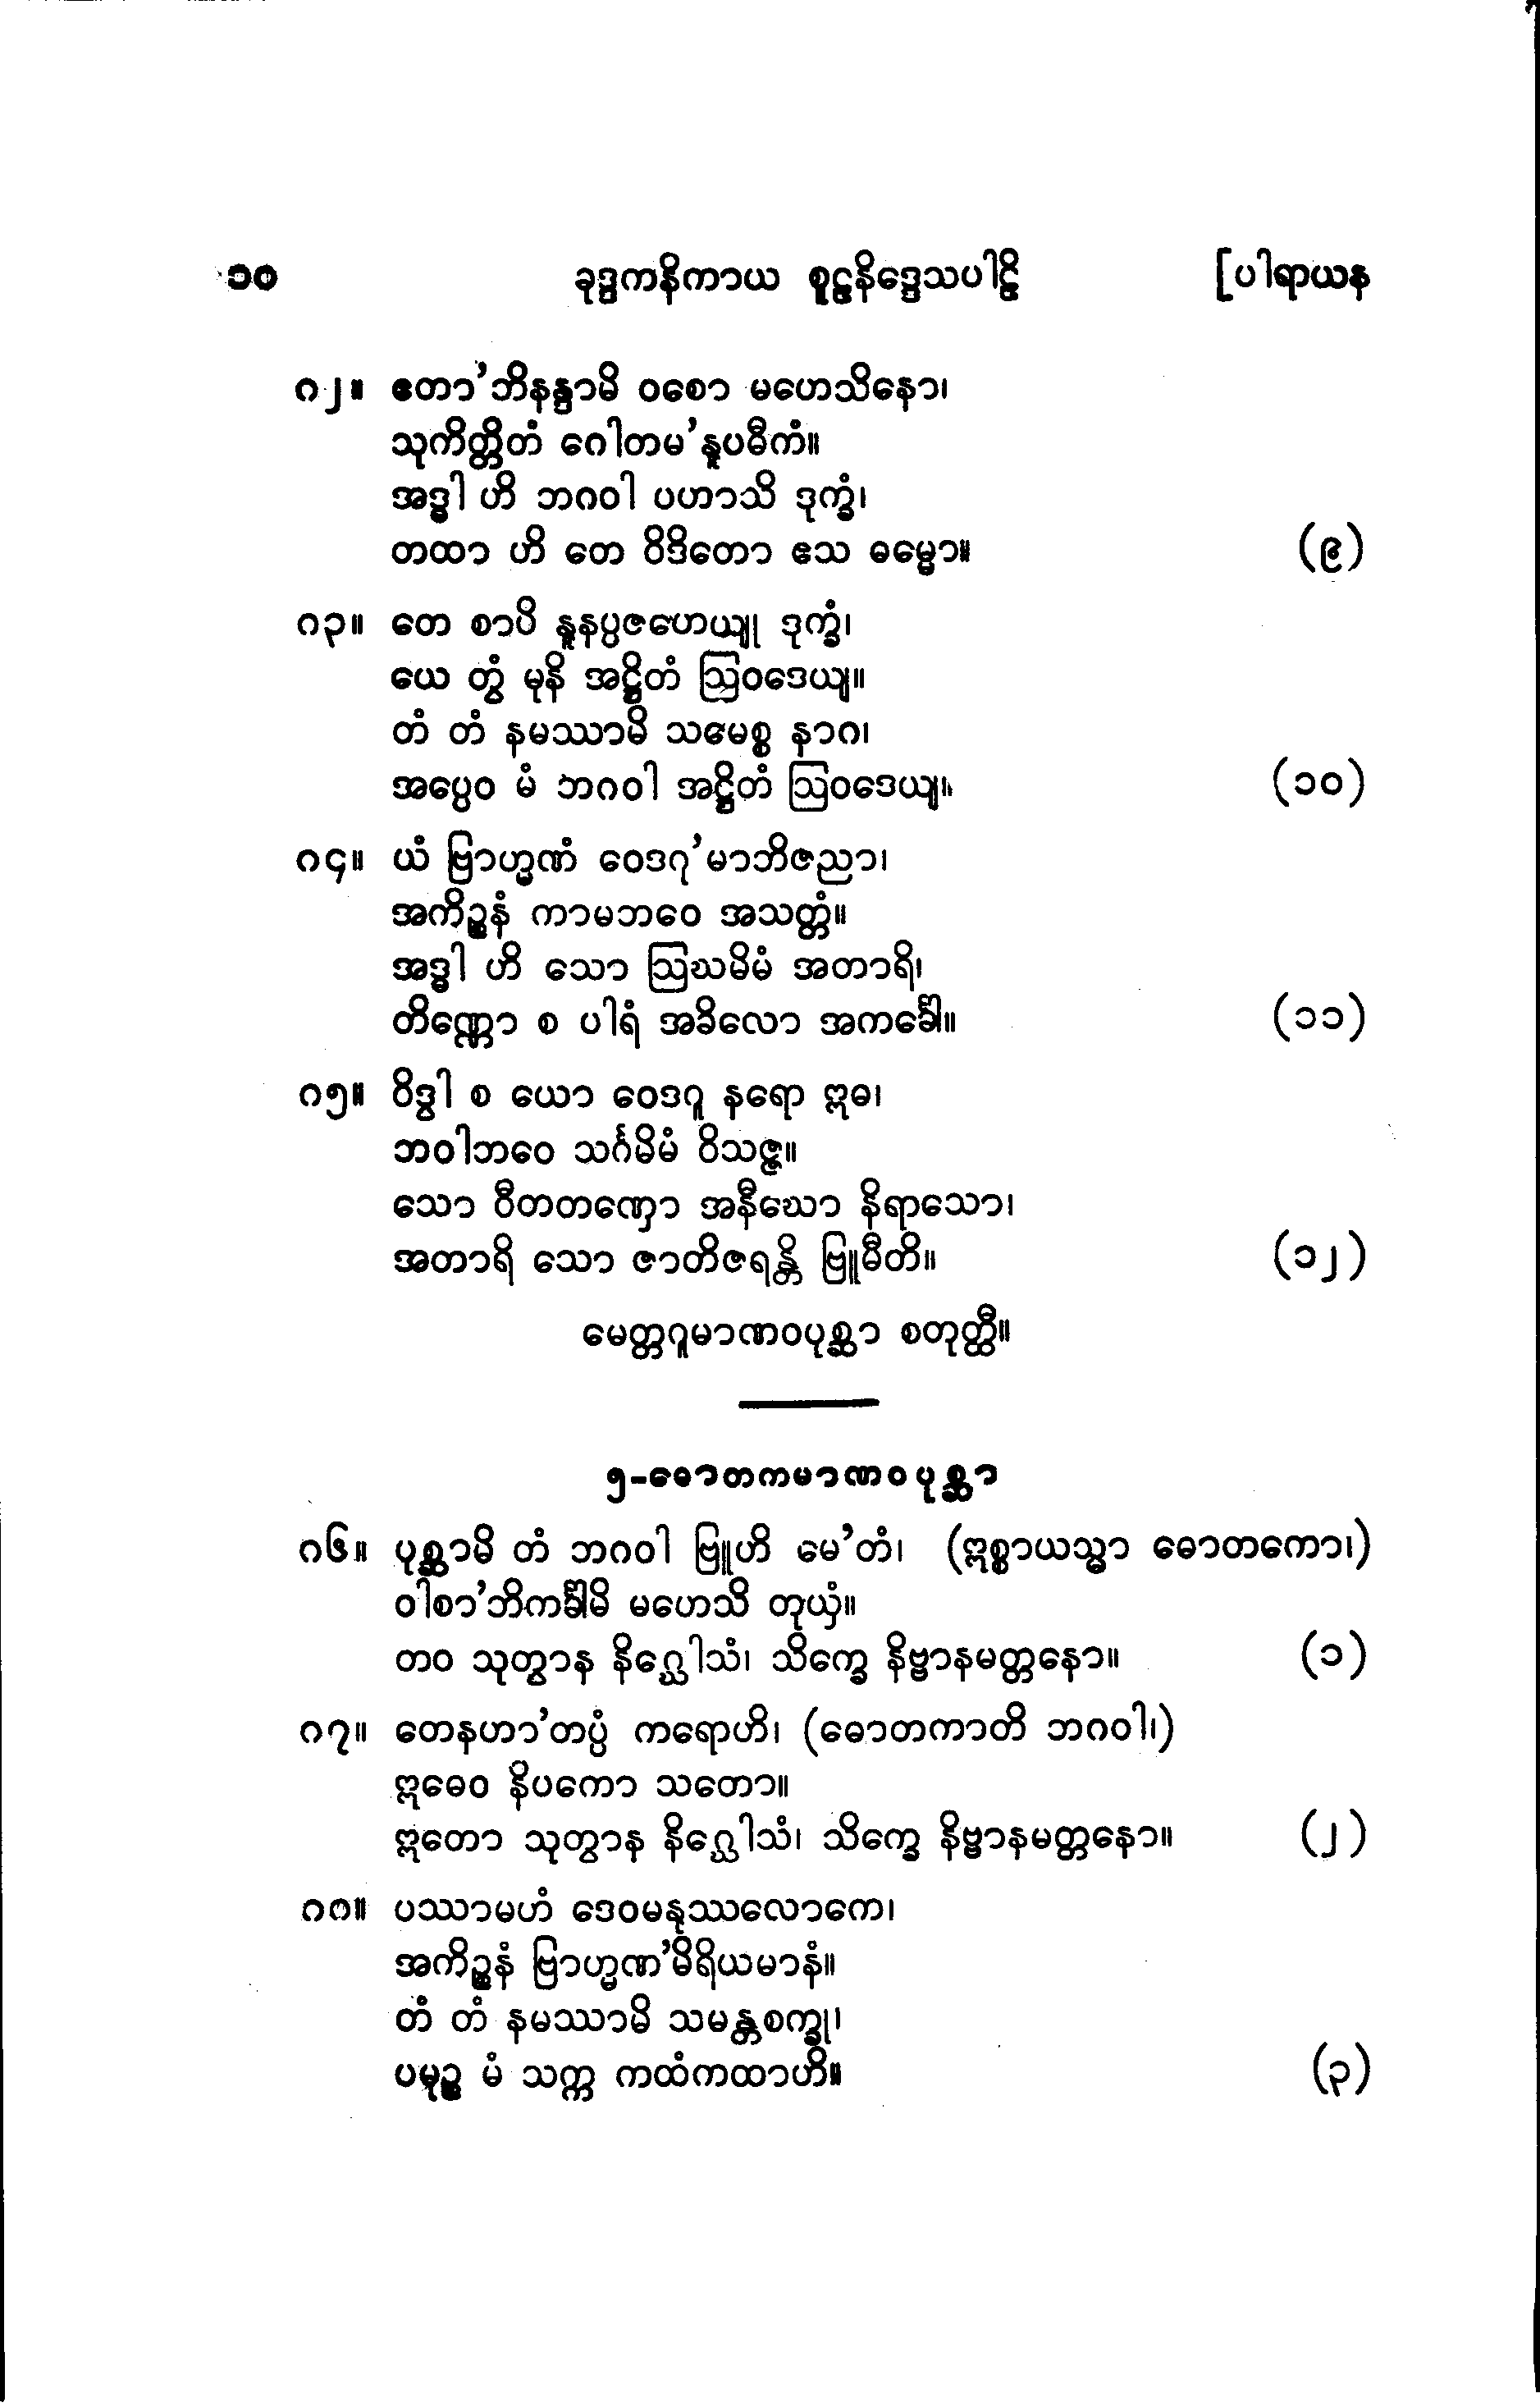 ၁၀ ခုဒ္ဒကနိကာယ စူဠနိဒ္ဒေသပါဠိ [ပါရာယန
၈၂။ ဧတာ’ဘိနန္ဒာမိ ဝစော မဟေသိနော၊
သုကိတ္တိတံ ဂေါတမ’နူပဓီကံ။
အဒ္ဓါ ဟိ ဘဂဝါ ပဟာသိ ဒုက္ခံ၊
တထာ ဟိ တေ ဝိဒိတော ဧသ ဓမ္မော။ (၉)
၈၃။ တေ စာပိ နူနပ္ပဇဟေယျု ဒုက္ခံ၊
ယေ တွံ မုနိ အဋ္ဌိတံ ဩဝဒေယျ။
တံ တံ နမဿာမိ သမေစ္စ နာဂ၊
အပ္ပေဝ မံ ဘဂဝါ အဋ္ဌိတံ ဩဝဒေယျ။ (၁၀)
၈၄။ ယံ ဗြာဟ္မဏံ ဝေဒဂု’မာဘိဇညာ၊
အကိဉ္စနံ ကာမဘဝေ အသတ္တံ။
အဒ္ဓါ ဟိ သော ဩဃမိမံ အတာရိ၊
တိဏ္ဏော စ ပါရံ အခိလော အကင်္ခေါ။ (၁၁)
၈၅။ ဝိဒွါ စ ယော ဝေဒဂူ နရော ဣဓ၊
ဘဝါဘဝေ သင်္ဂမိမံ ဝိသဇ္ဇ။
သော ဝီတတဏှော အနီဃော နိရာသော၊
အတာရိ သော ဇာတိဇရန္တိ ဗြူမီတိ။ (၁၂)
မေတ္တဂူမာဏဝပုစ္ဆာ စတုတ္ထီ။
၅-ဓောတကမာဏဝပုစ္ဆာ
၈၆။ ပုစ္ဆာမိ တံ ဘဂဝါ ဗြူဟိ မေ’တံ၊ (ဣစ္စာယသ္မာ ဓောတကော၊)
ဝါစာ’ဘိကင်္ခါမိ မဟေသိ တုယှံ။
တဝ သုတွာန နိဂ္ဃေါသံ၊ သိက္ခေ နိဗ္ဗာနမတ္တနော။ (၁)
၈၇။ တေနဟာ’တပ္ပံ ကရောဟိ၊ (ဓောတကာတိ ဘဂဝါ၊)
ဣဓေဝ နိပကော သတော။
ဣတော သုတွာန နိဂ္ဃေါသံ၊ သိက္ခေ နိဗ္ဗာနမတ္တနော။ (၂)
၈၈။ ပဿာမဟံ ဒေဝမနုဿလောကေ၊
အကိဉ္စနံ ဗြာဟ္မဏ’မိရိယမာနံ။
တံ တံ နမဿာမိ သမန္တစက္ခု၊
ပမုဉ္စ မံ သက္က ကထံကထာဟိ။ (၃)